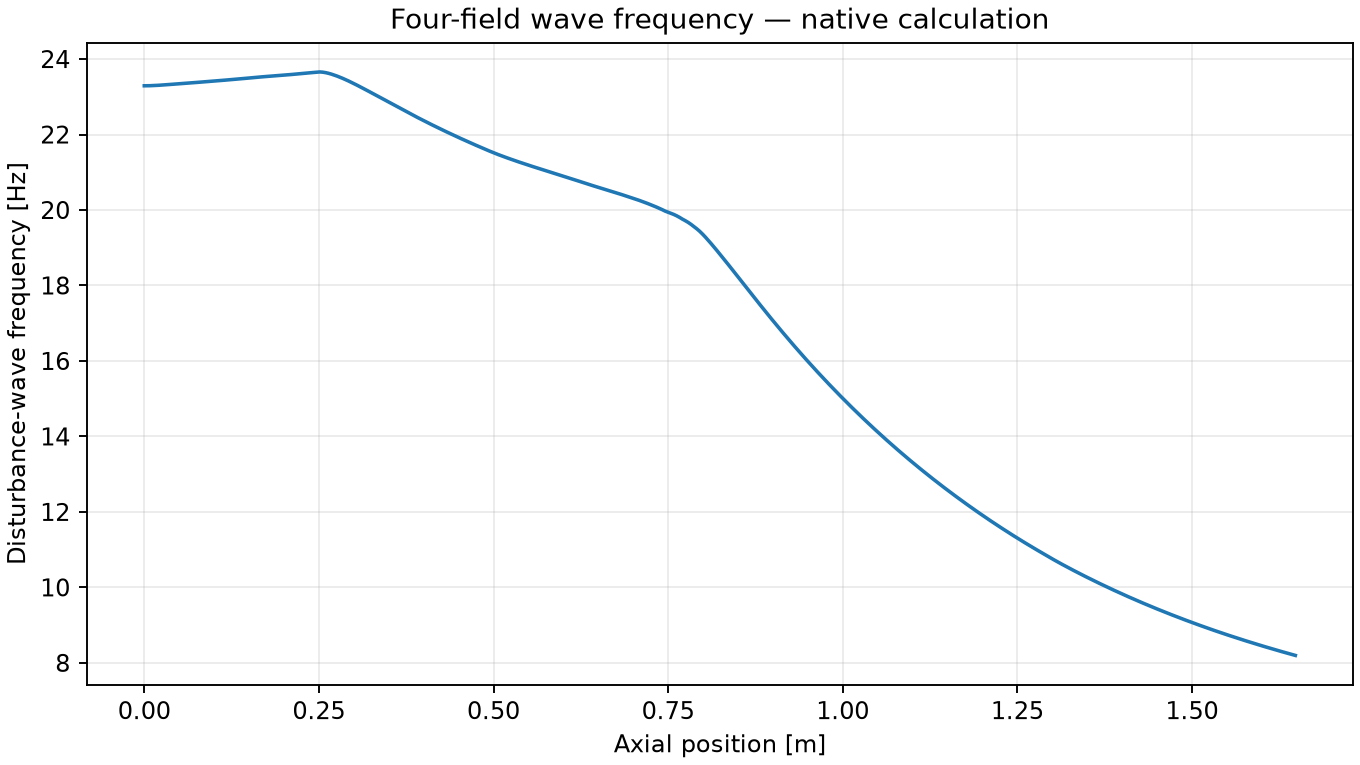 Four-field wave frequency — native calculation
Disturbance-wave frequency [Hz]
24
22
20
18
16
14
12
10
8
0.00 0.25 0.50 0.75 1.00 1.25 1.50
Axial position [m]